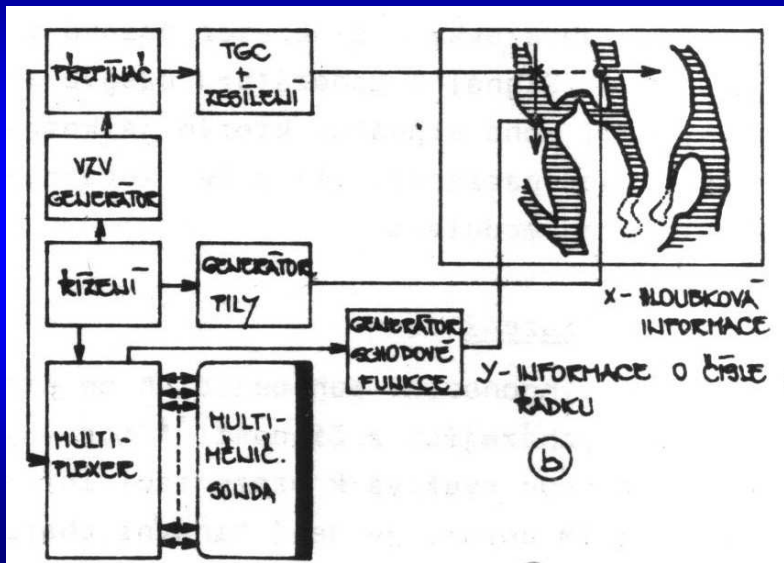 PŘEPÍNAČ
TGC
+
ZESÍLENÍ
VZV
GENERÁTOR
ŘÍZENÍ
GENERÁTOR
PILY
GENERÁTOR
SCHODOVÉ
FUNKCE
X - HLOUBKOVÁ
INFORMACE
Y - INFORMACE O ČÍSLE
ŘÁDKU
MULTI-
PLEXER
MULTI-
MĚNIČ.
SONDA
b